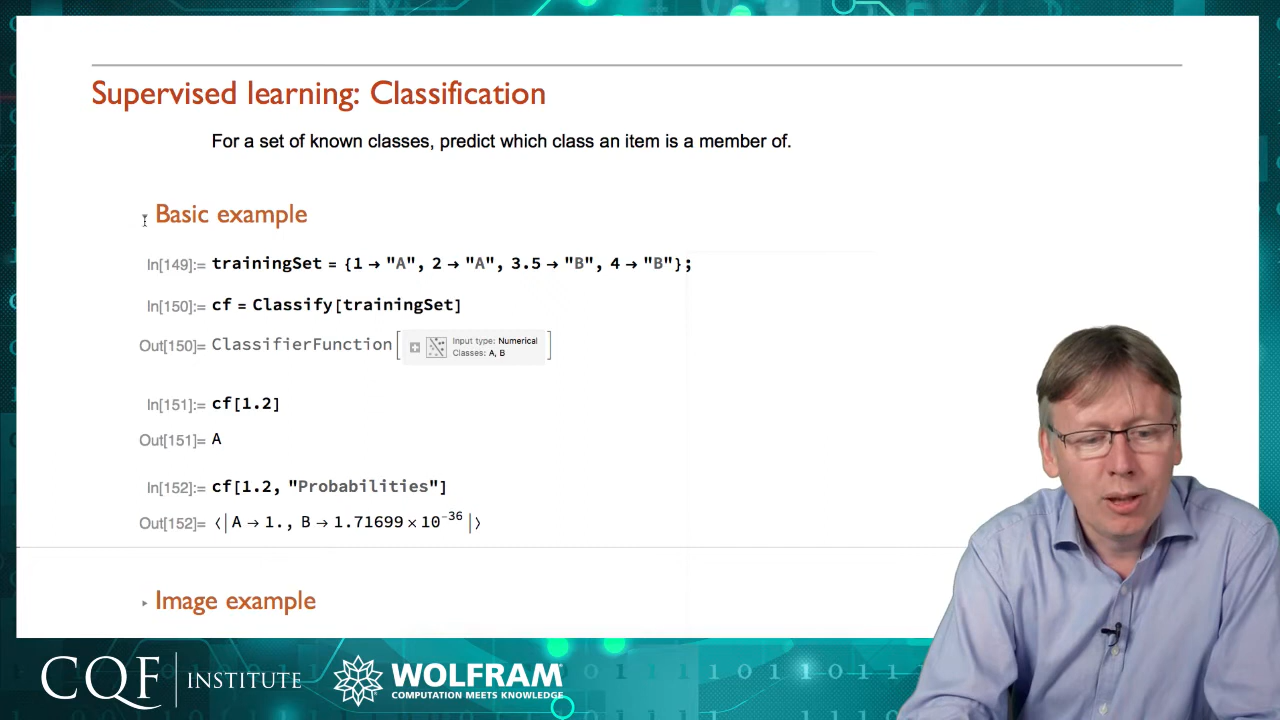 Supervised learning: Classification
For a set of known classes, predict which class an item is a member of.
Basic example
In[149]:= trainingSet = {1 → "A", 2 → "A", 3.5 → "B", 4 → "B"};
In[150]:= cf = Classify[trainingSet]
Out[150]= ClassifierFunction[ Input type: Numerical
Classes: A, B ]
In[151]:= cf[1.2]
Out[151]= A
In[152]:= cf[1.2, "Probabilities"]
Out[152]= <|A → 1., B → 1.71699 × 10^-36|>
Image example
CQF INSTITUTE
WOLFRAM
COMPUTATION MEETS KNOWLEDGE